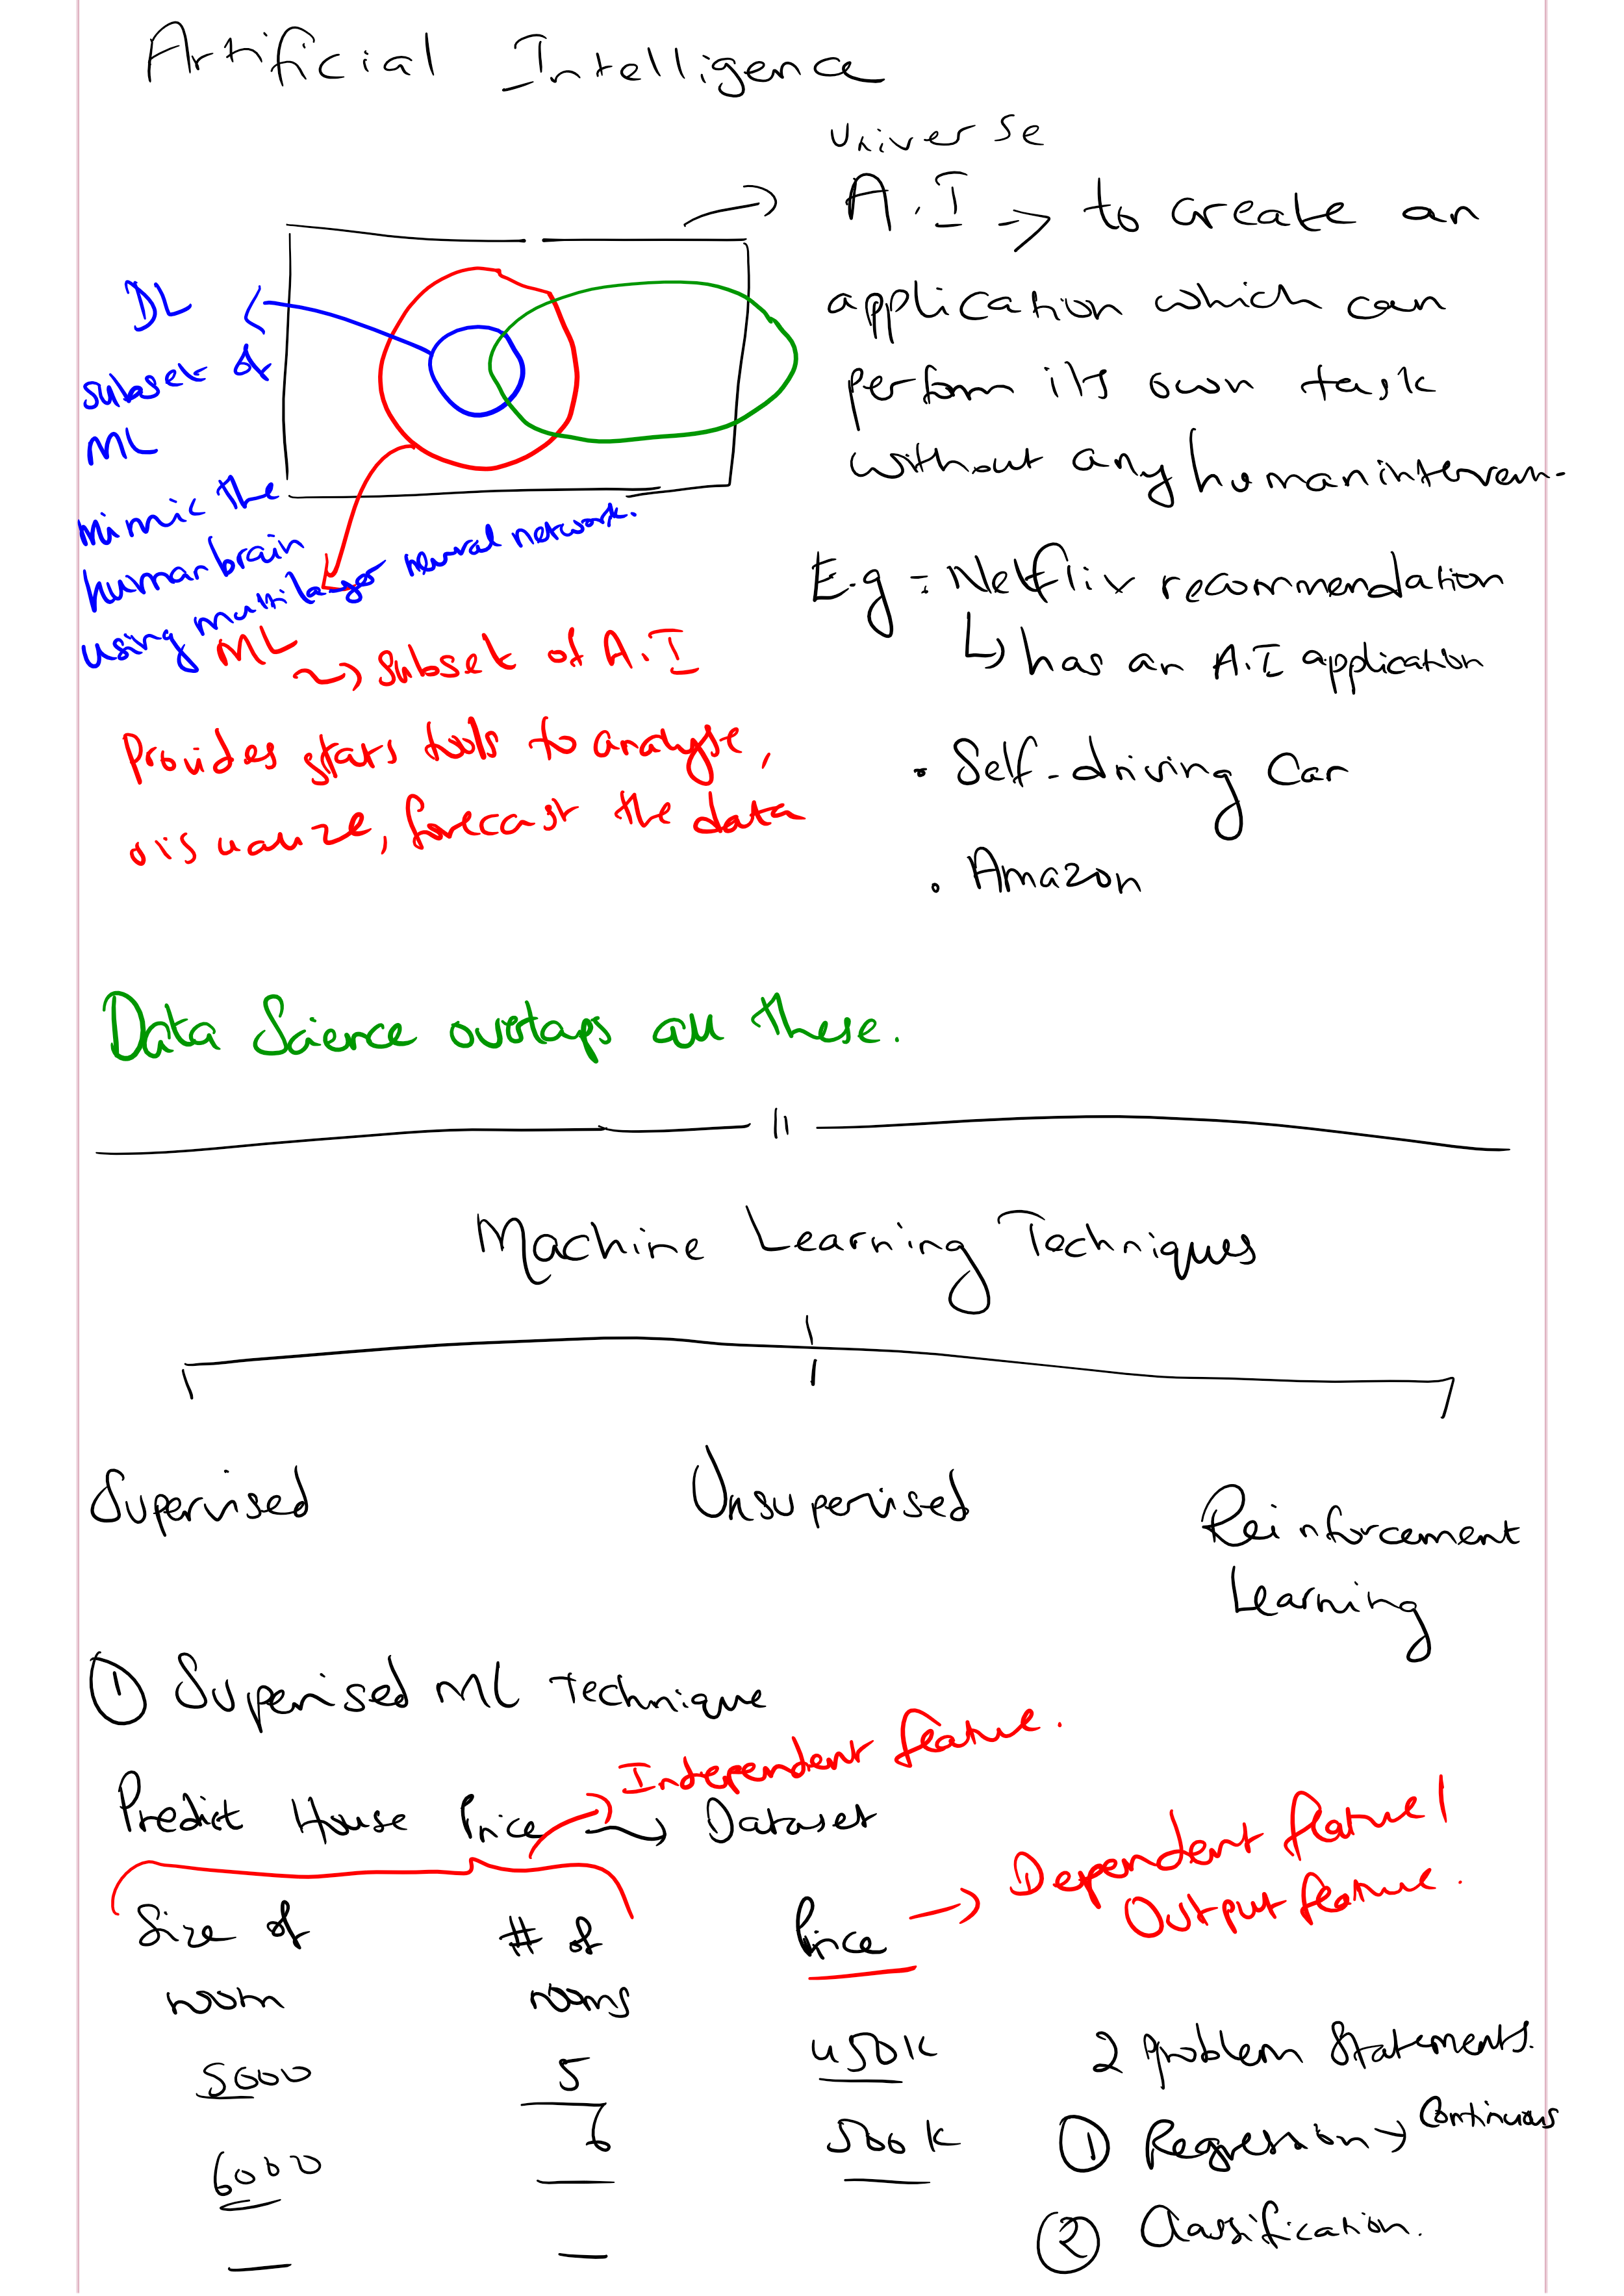 Artificial Intelligence
Universe
A.I → to create an
application which can
perform its own task
without any human interven-
E.g := Netflix recommendation
↳ has an A.I application
. Self-driving Car
. Amazon
DL
subset of
ML
mimic the
human brain
using multilayer neural network.
ML → subset of A.I
Provides stats tools to analyse,
visualize, forecast the data
Data Science overlaps all these.
Machine Learning Techniques
Supervised Unsupervised Reinforcement
Learning
① Supervised ML Technique
Independent feature.
Predict House Price → Dataset
Size of # of Price → Dependent feature /
room rooms Output feature.
5000 5 450K
6000 6 500K
2 problem statements.
① Regression → Continuous
② Classification.